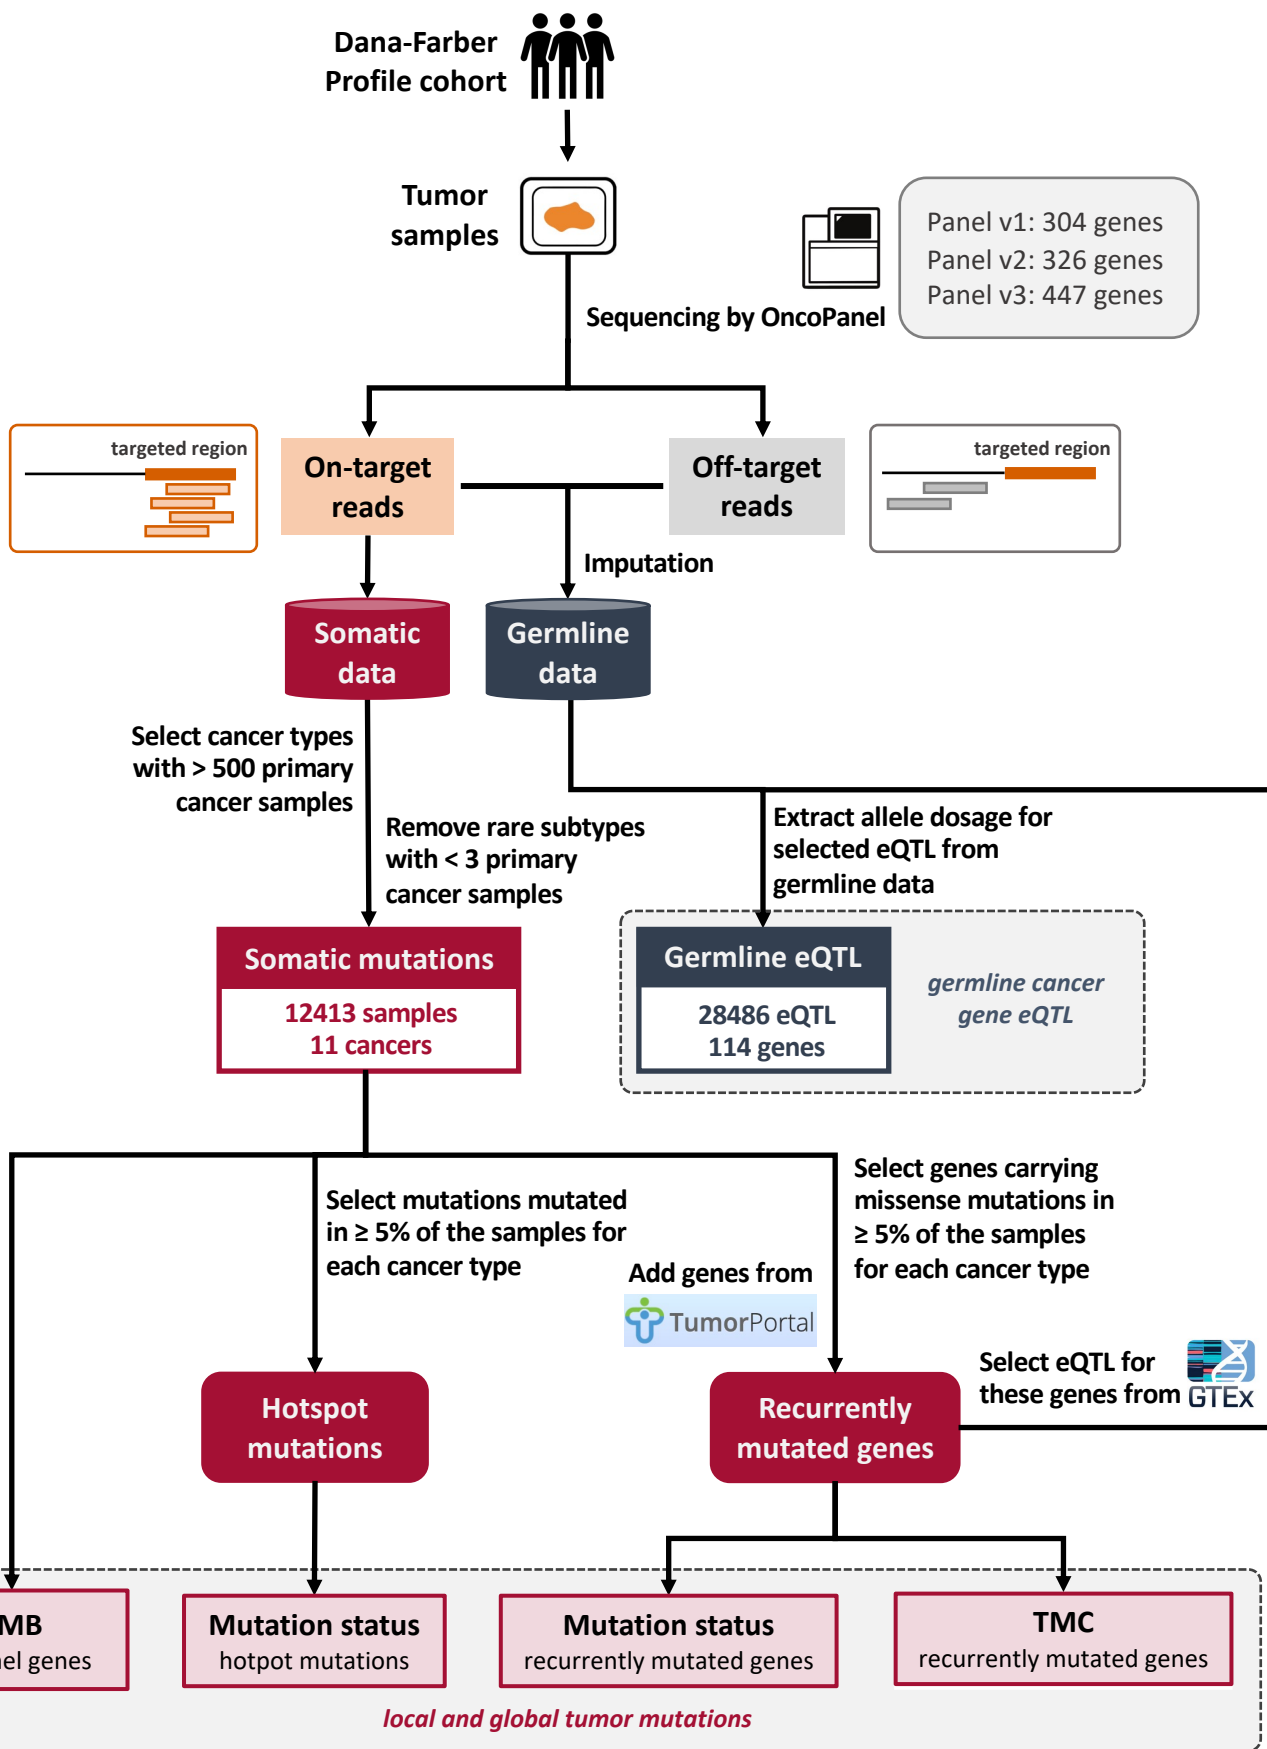 Dana-Farber
Profile cohort
Tumor
samples
Panel v1: 304 genes
Panel v2: 326 genes
Panel v3: 447 genes
Sequencing by OncoPanel
targeted region
On-target
reads
Off-target
reads
targeted region
Imputation
Somatic
data
Germline
data
Select cancer types
with > 500 primary
cancer samples
Remove rare subtypes
with < 3 primary
cancer samples
Extract allele dosage for
selected eQTL from
germline data
Somatic mutations
12413 samples
11 cancers
Germline eQTL
28486 eQTL
114 genes
germline cancer
gene eQTL
Select mutations mutated
in ≥ 5% of the samples for
each cancer type
Select genes carrying
missense mutations in
≥ 5% of the samples
for each cancer type
Add genes from
TumorPortal
Select eQTL for
these genes from
GTEx
Hotspot
mutations
Recurrently
mutated genes
MB
el genes
Mutation status
hotpot mutations
Mutation status
recurrently mutated genes
TMC
recurrently mutated genes
local and global tumor mutations